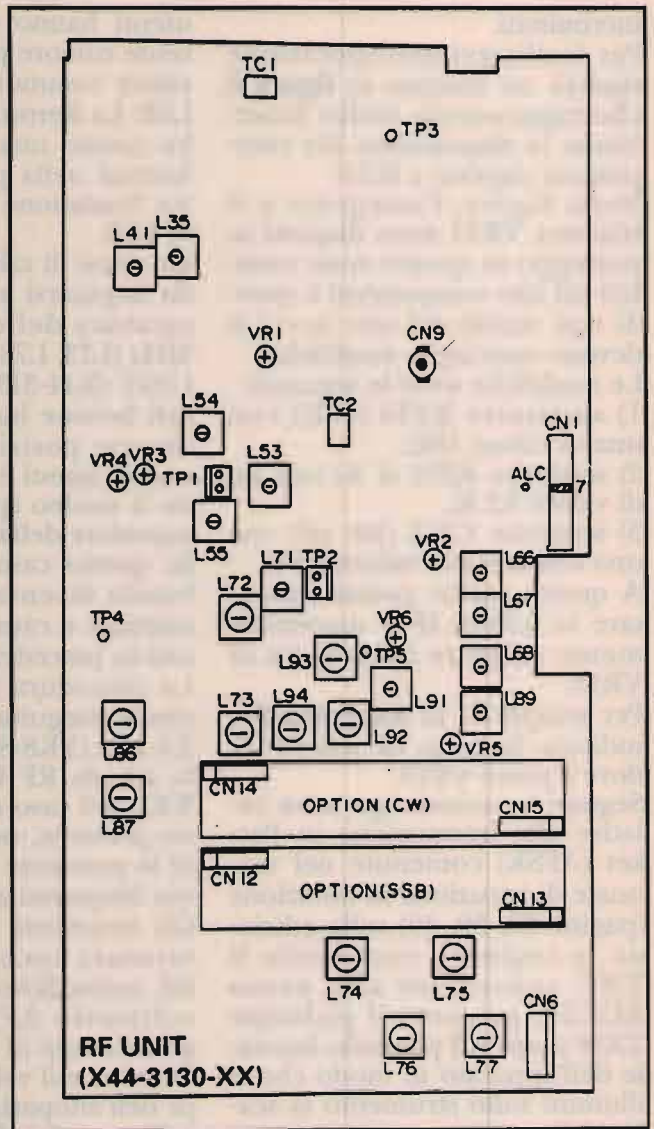 TC1
TP3
L41
L35
VR1
CN9
L54
TC2
CN1
VR4
VR3
TP1
L53
ALC
7
L55
VR2
L71
TP2
L66
L72
L67
TP4
VR6
L93
TP5
L68
L91
L73
L94
L92
L89
L86
VR5
L87
CN14
OPTION (CW)
CN15
CN12
OPTION(SSB)
CN13
L74
L75
CN6
L76
L77
RF UNIT
(X44-3130-XX)